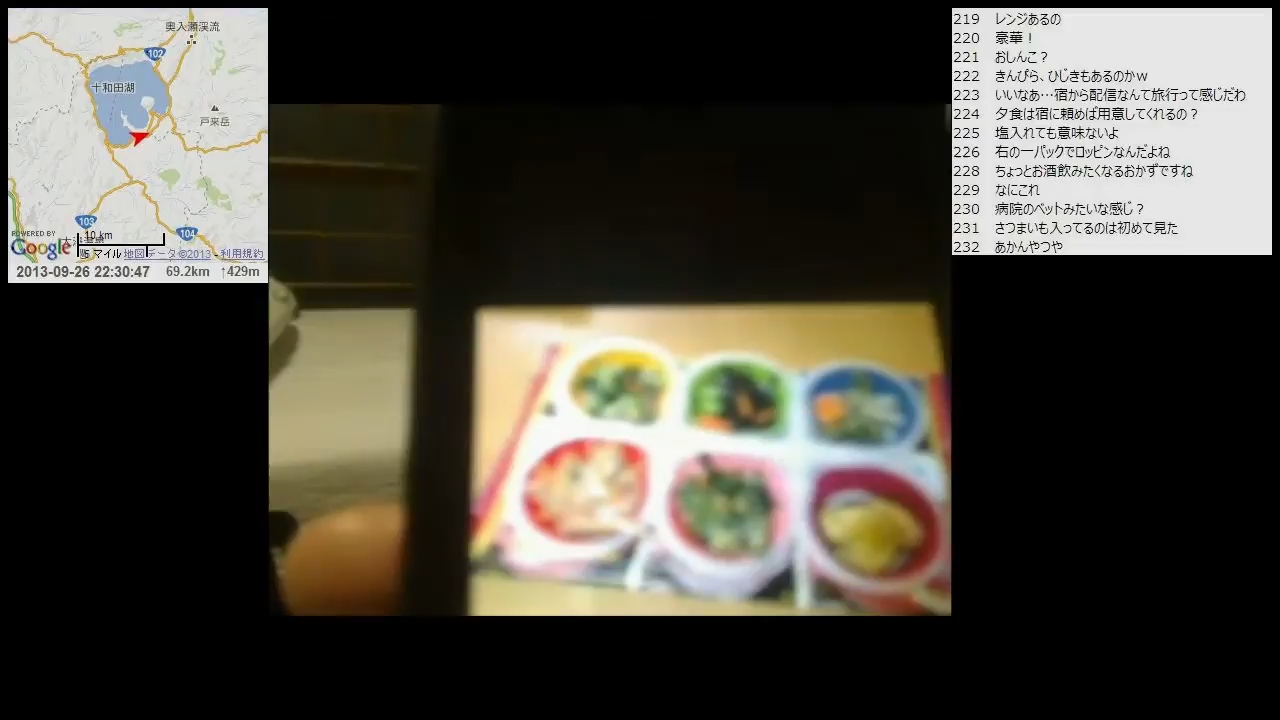 奥入瀬渓流
102
十和田湖
戸来岳
103
104
POWERED BY
Google
10 km
5 マイル
地図データ ©2013 - 利用規約
2013-09-26 22:30:47 69.2km ↑429m
219 レンジあるの
220 豪華！
221 おしんこ？
222 きんぴら、ひじきもあるのかｗ
223 いいなあ…宿から配信なんて旅行って感じだわ
224 夕食は宿に頼めば用意してくれるの？
225 塩入れても意味ないよ
226 右の一パックでロッピンなんだよね
228 ちょっとお酒飲みたくなるおかずですね
229 なにこれ
230 病院のベットみたいな感じ？
231 さつまいも入ってるのは初めて見た
232 あかんやつや